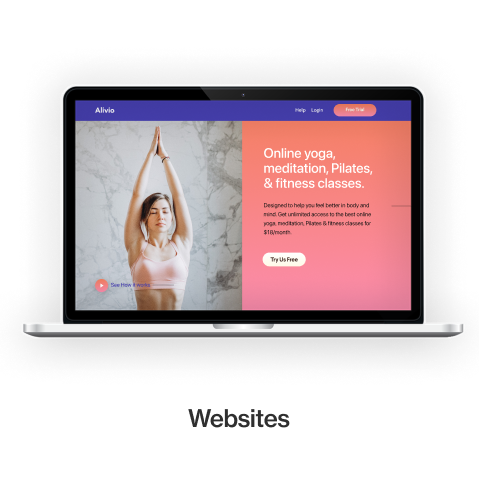 Alivio
Help Login Free Trial
Online yoga,
meditation, Pilates,
& fitness classes.
Designed to help you feel better in body and
mind. Get unlimited access to the best online
yoga, meditation, Pilates & fitness classes for
$18/month.
Try Us Free
See How it works
Websites